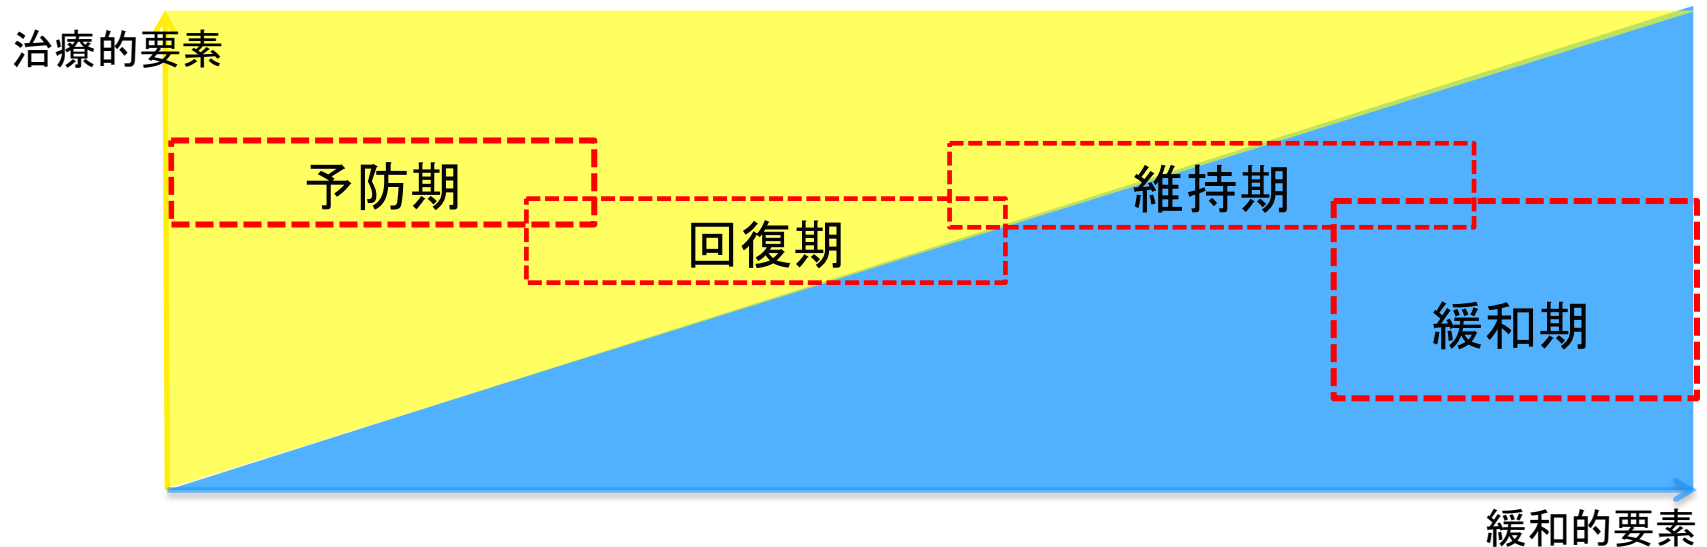 治療的要素
予防期
回復期
維持期
緩和期
緩和的要素